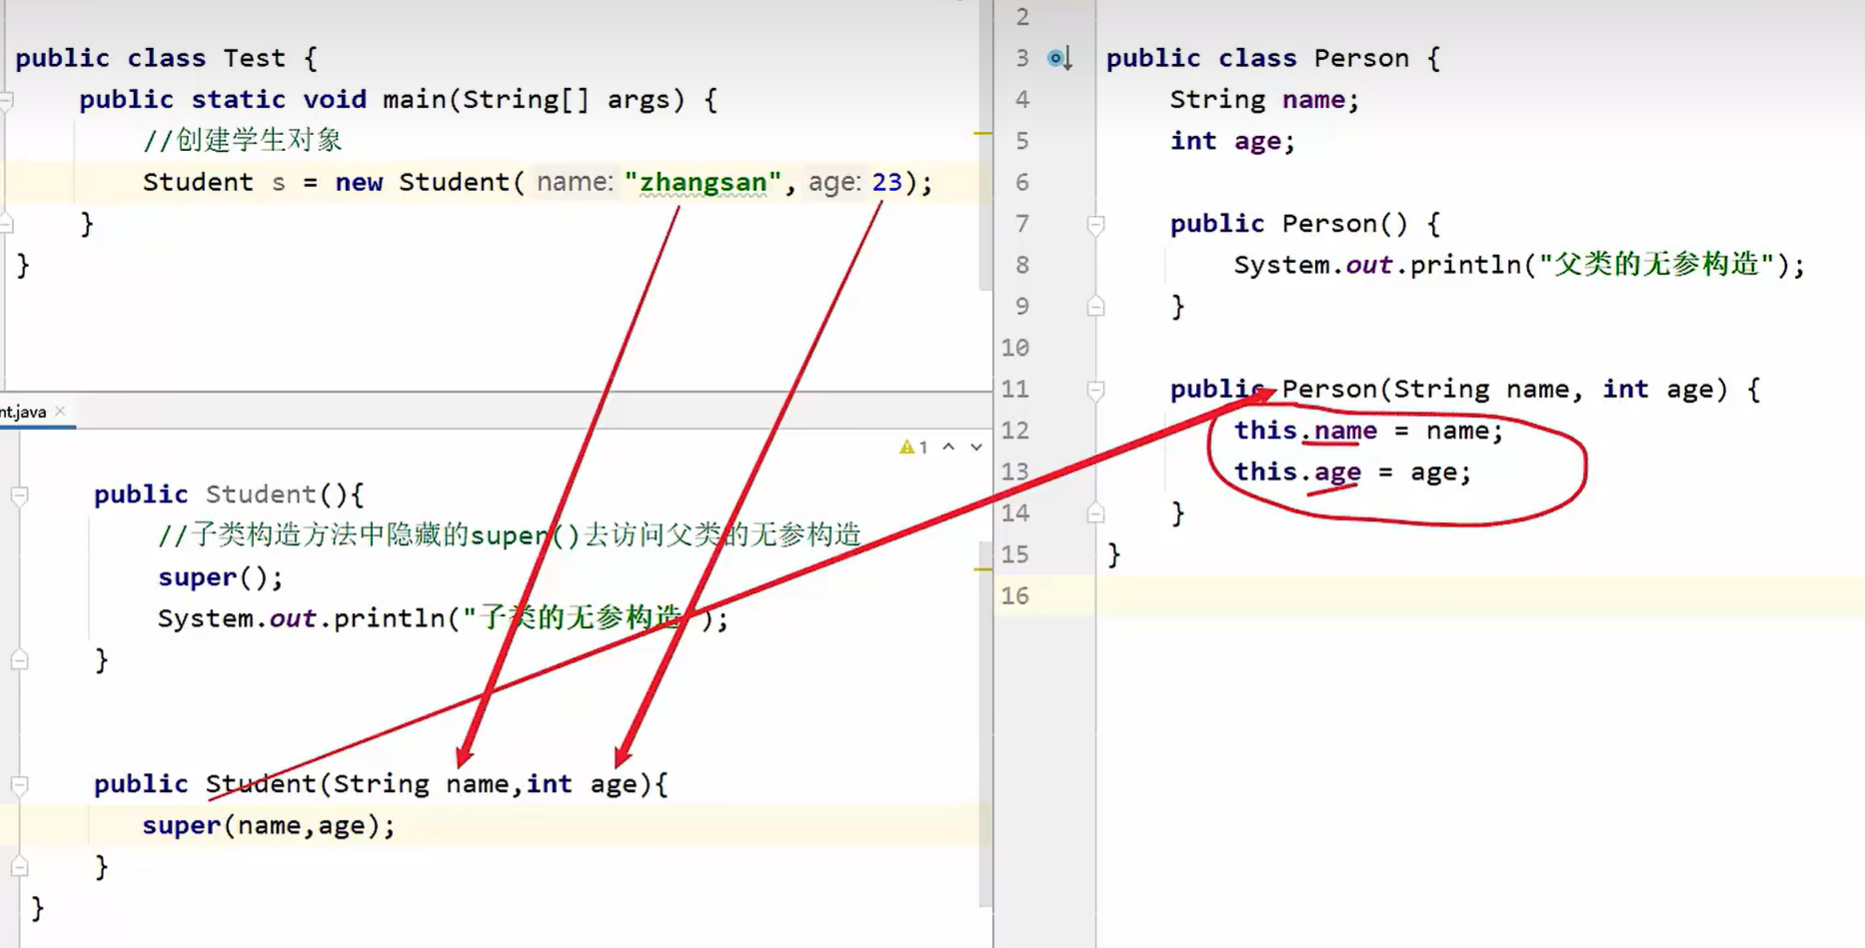 public class Test {
public static void main(String[] args) {
//创建学生对象
Student s = new Student( name: "zhangsan", age: 23);
}
}
nt.java ×
1
public Student(){
//子类构造方法中隐藏的super()去访问父类的无参构造
super();
System.out.println("子类的无参构造");
}
public Student(String name,int age){
super(name,age);
}
}
2
3 public class Person {
4 String name;
5 int age;
6
7 public Person() {
8 System.out.println("父类的无参构造");
9 }
10
11 public Person(String name, int age) {
12 this.name = name;
13 this.age = age;
14 }
15 }
16